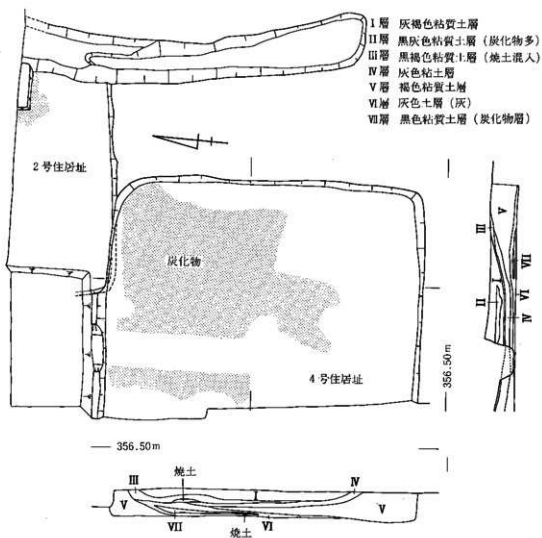 I層 灰褐色粘質土層
II層 黒灰色粘質土層（炭化物多）
III層 黒褐色粘質土層（焼土混入）
IV層 灰色粘土層
V層 褐色粘質土層
VI層 灰色土層（灰）
VII層 黒色粘質土層（炭化物層）
2号住居址
炭化物
4号住居址
V
III
VII
I
II
VI
IV
356.50m
356.50m
焼土
III
I
IV
V
V
VII
焼土
VI